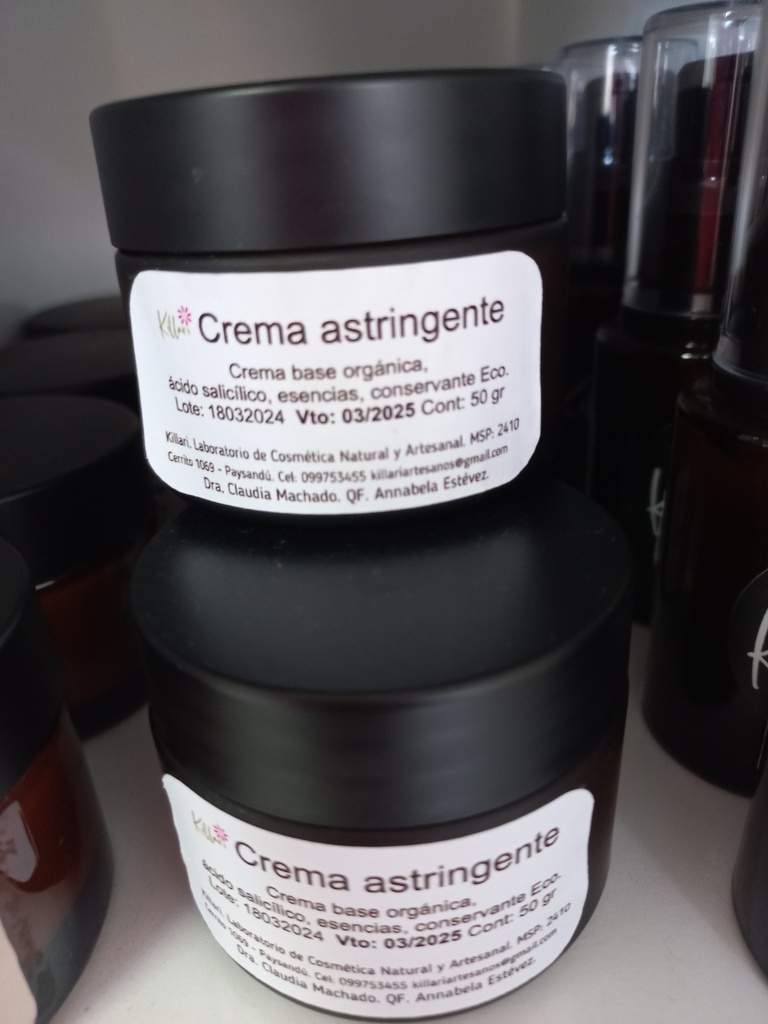 Killari Crema astringente
Crema base orgánica,
ácido salicílico, esencias, conservante Eco.
Lote: 18032024 Vto: 03/2025 Cont: 50 gr
Killari. Laboratorio de Cosmética Natural y Artesanal. MSP: 2410
Cerrito 1069 - Paysandú. Cel: 099753455 killariartesanos@gmail.com
Dra. Claudia Machado. QF. Annabela Estévez.
Killari Crema astringente
Crema base orgánica,
ácido salicílico, esencias, conservante Eco.
Lote: 18032024 Vto: 03/2025 Cont: 50 gr
Killari. Laboratorio de Cosmética Natural y Artesanal. MSP: 2410
Cerrito 1069 - Paysandú. Cel: 099753455 killariartesanos@gmail.com
Dra. Claudia Machado. QF. Annabela Estévez.